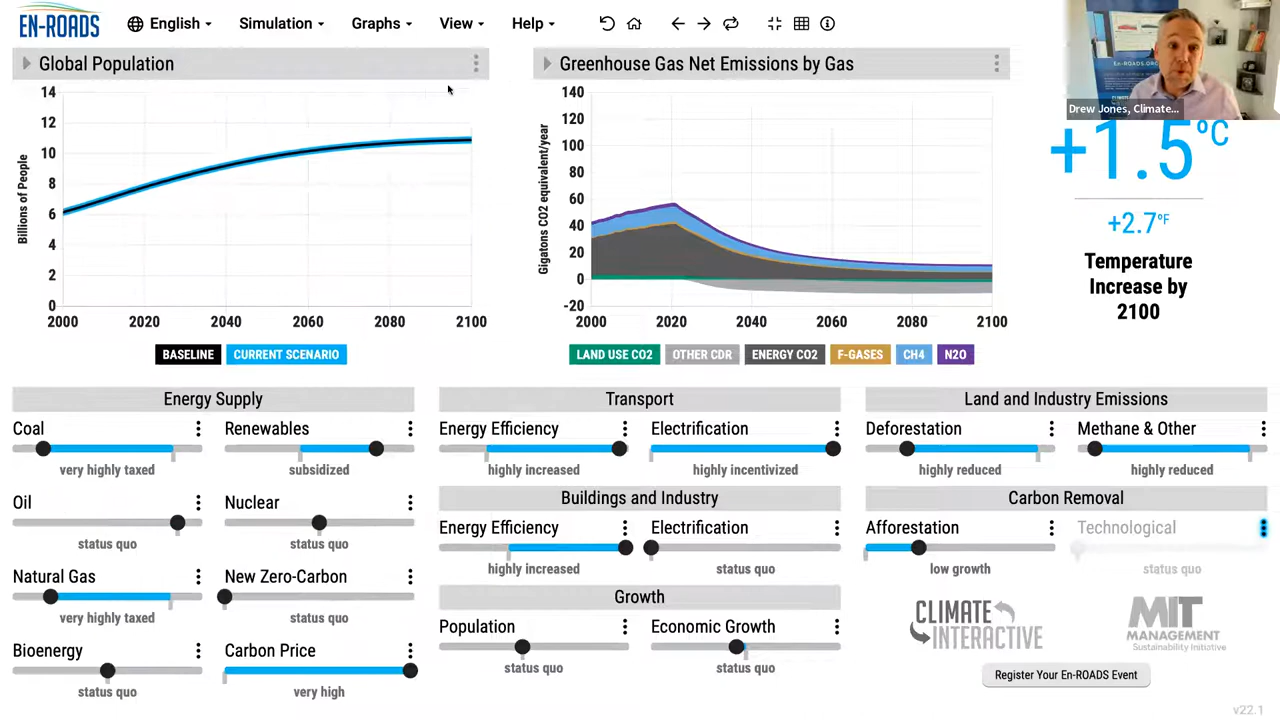 EN-ROADS
English
Simulation
Graphs
View
Help
En-ROADS.ORG
Drew Jones, Climate...
Global Population
Billions of People
14
12
10
8
6
4
2
0
2000 2020 2040 2060 2080 2100
BASELINE CURRENT SCENARIO
Greenhouse Gas Net Emissions by Gas
Gigatons CO2 equivalent/year
140
120
100
80
60
40
20
0
-20
2000 2020 2040 2060 2080 2100
LAND USE CO2 OTHER CDR ENERGY CO2 F-GASES CH4 N2O
+1.5°C
+2.7°F
Temperature
Increase by
2100
Energy Supply
Coal
very highly taxed
Renewables
subsidized
Oil
status quo
Nuclear
status quo
Natural Gas
very highly taxed
New Zero-Carbon
status quo
Bioenergy
status quo
Carbon Price
very high
Transport
Energy Efficiency
highly increased
Electrification
highly incentivized
Buildings and Industry
Energy Efficiency
highly increased
Electrification
status quo
Growth
Population
status quo
Economic Growth
status quo
Land and Industry Emissions
Deforestation
highly reduced
Methane & Other
highly reduced
Carbon Removal
Afforestation
low growth
Technological
status quo
CLIMATE
INTERACTIVE
MIT
MANAGEMENT
Sustainability Initiative
Register Your En-ROADS Event
v22.1